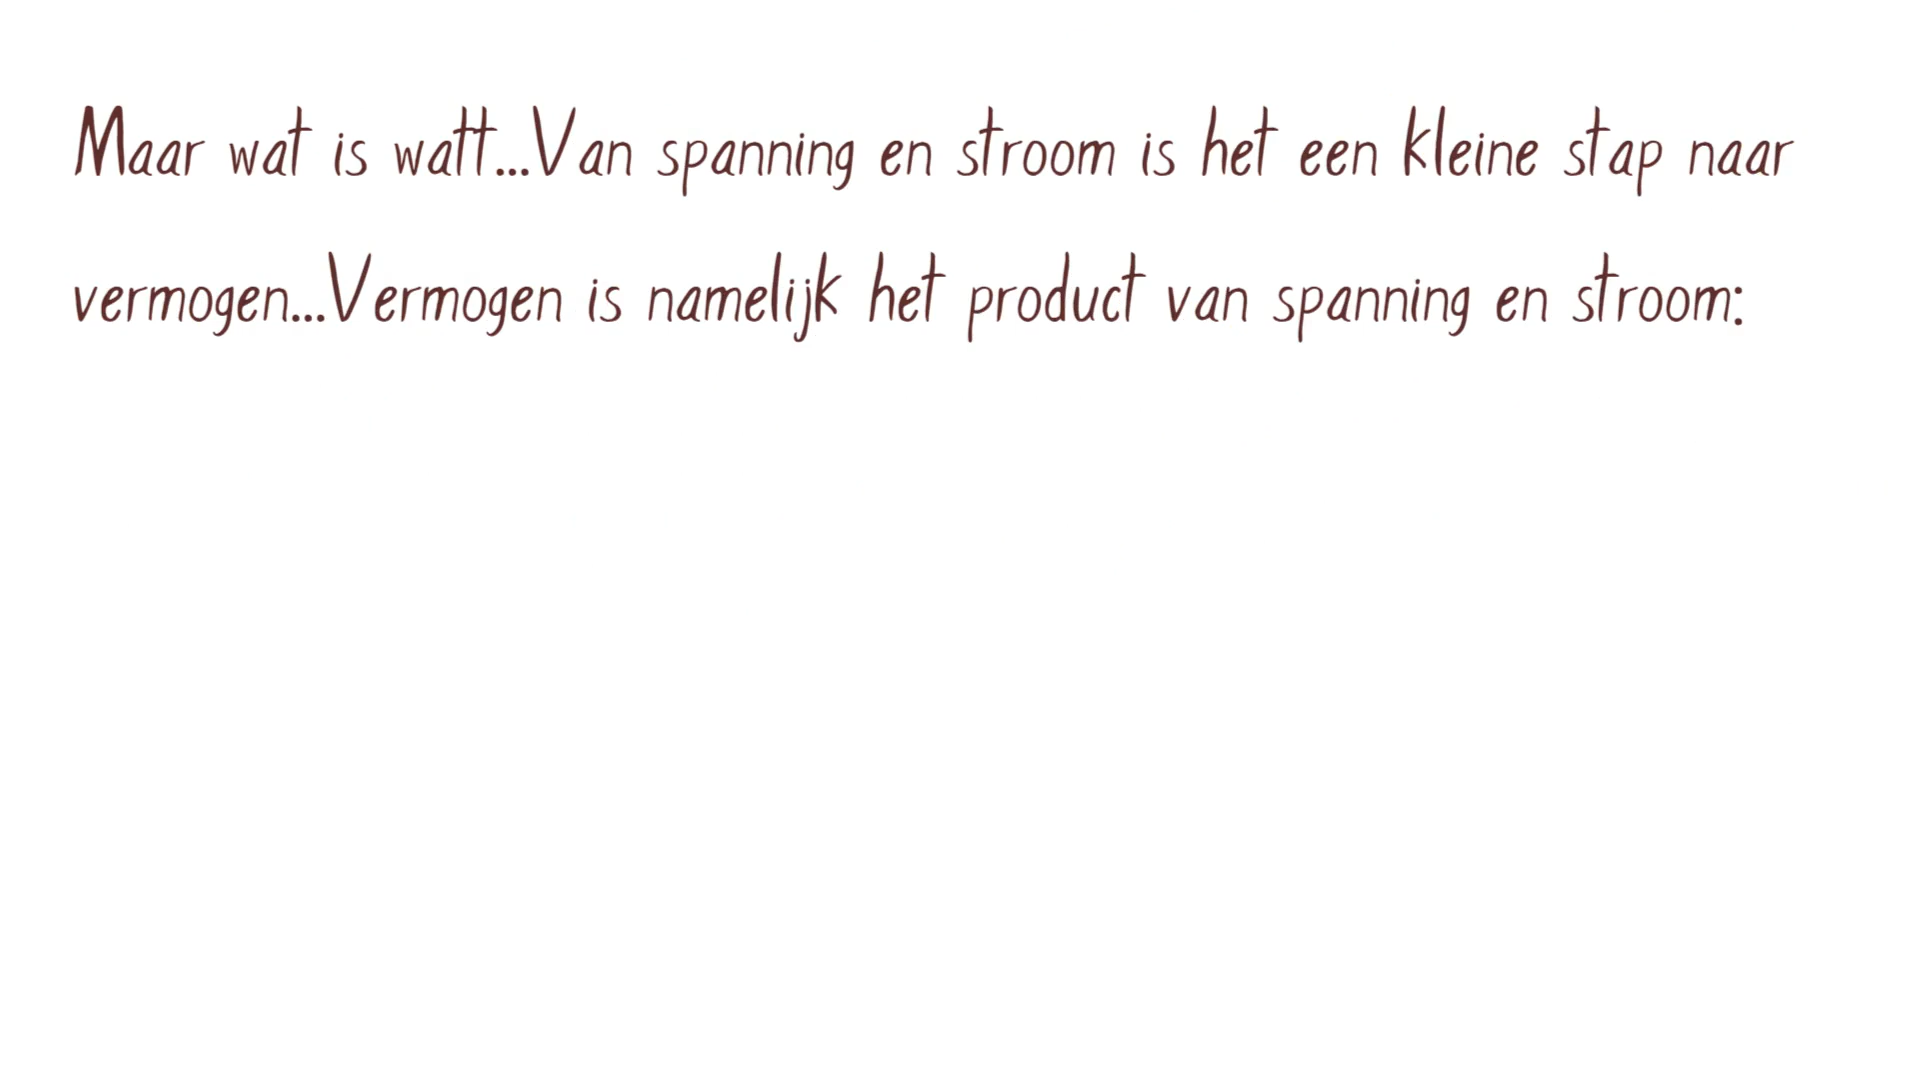 Maar wat is watt...Van spanning en stroom is het een kleine stap naar
vermogen...Vermogen is namelijk het product van spanning en stroom: